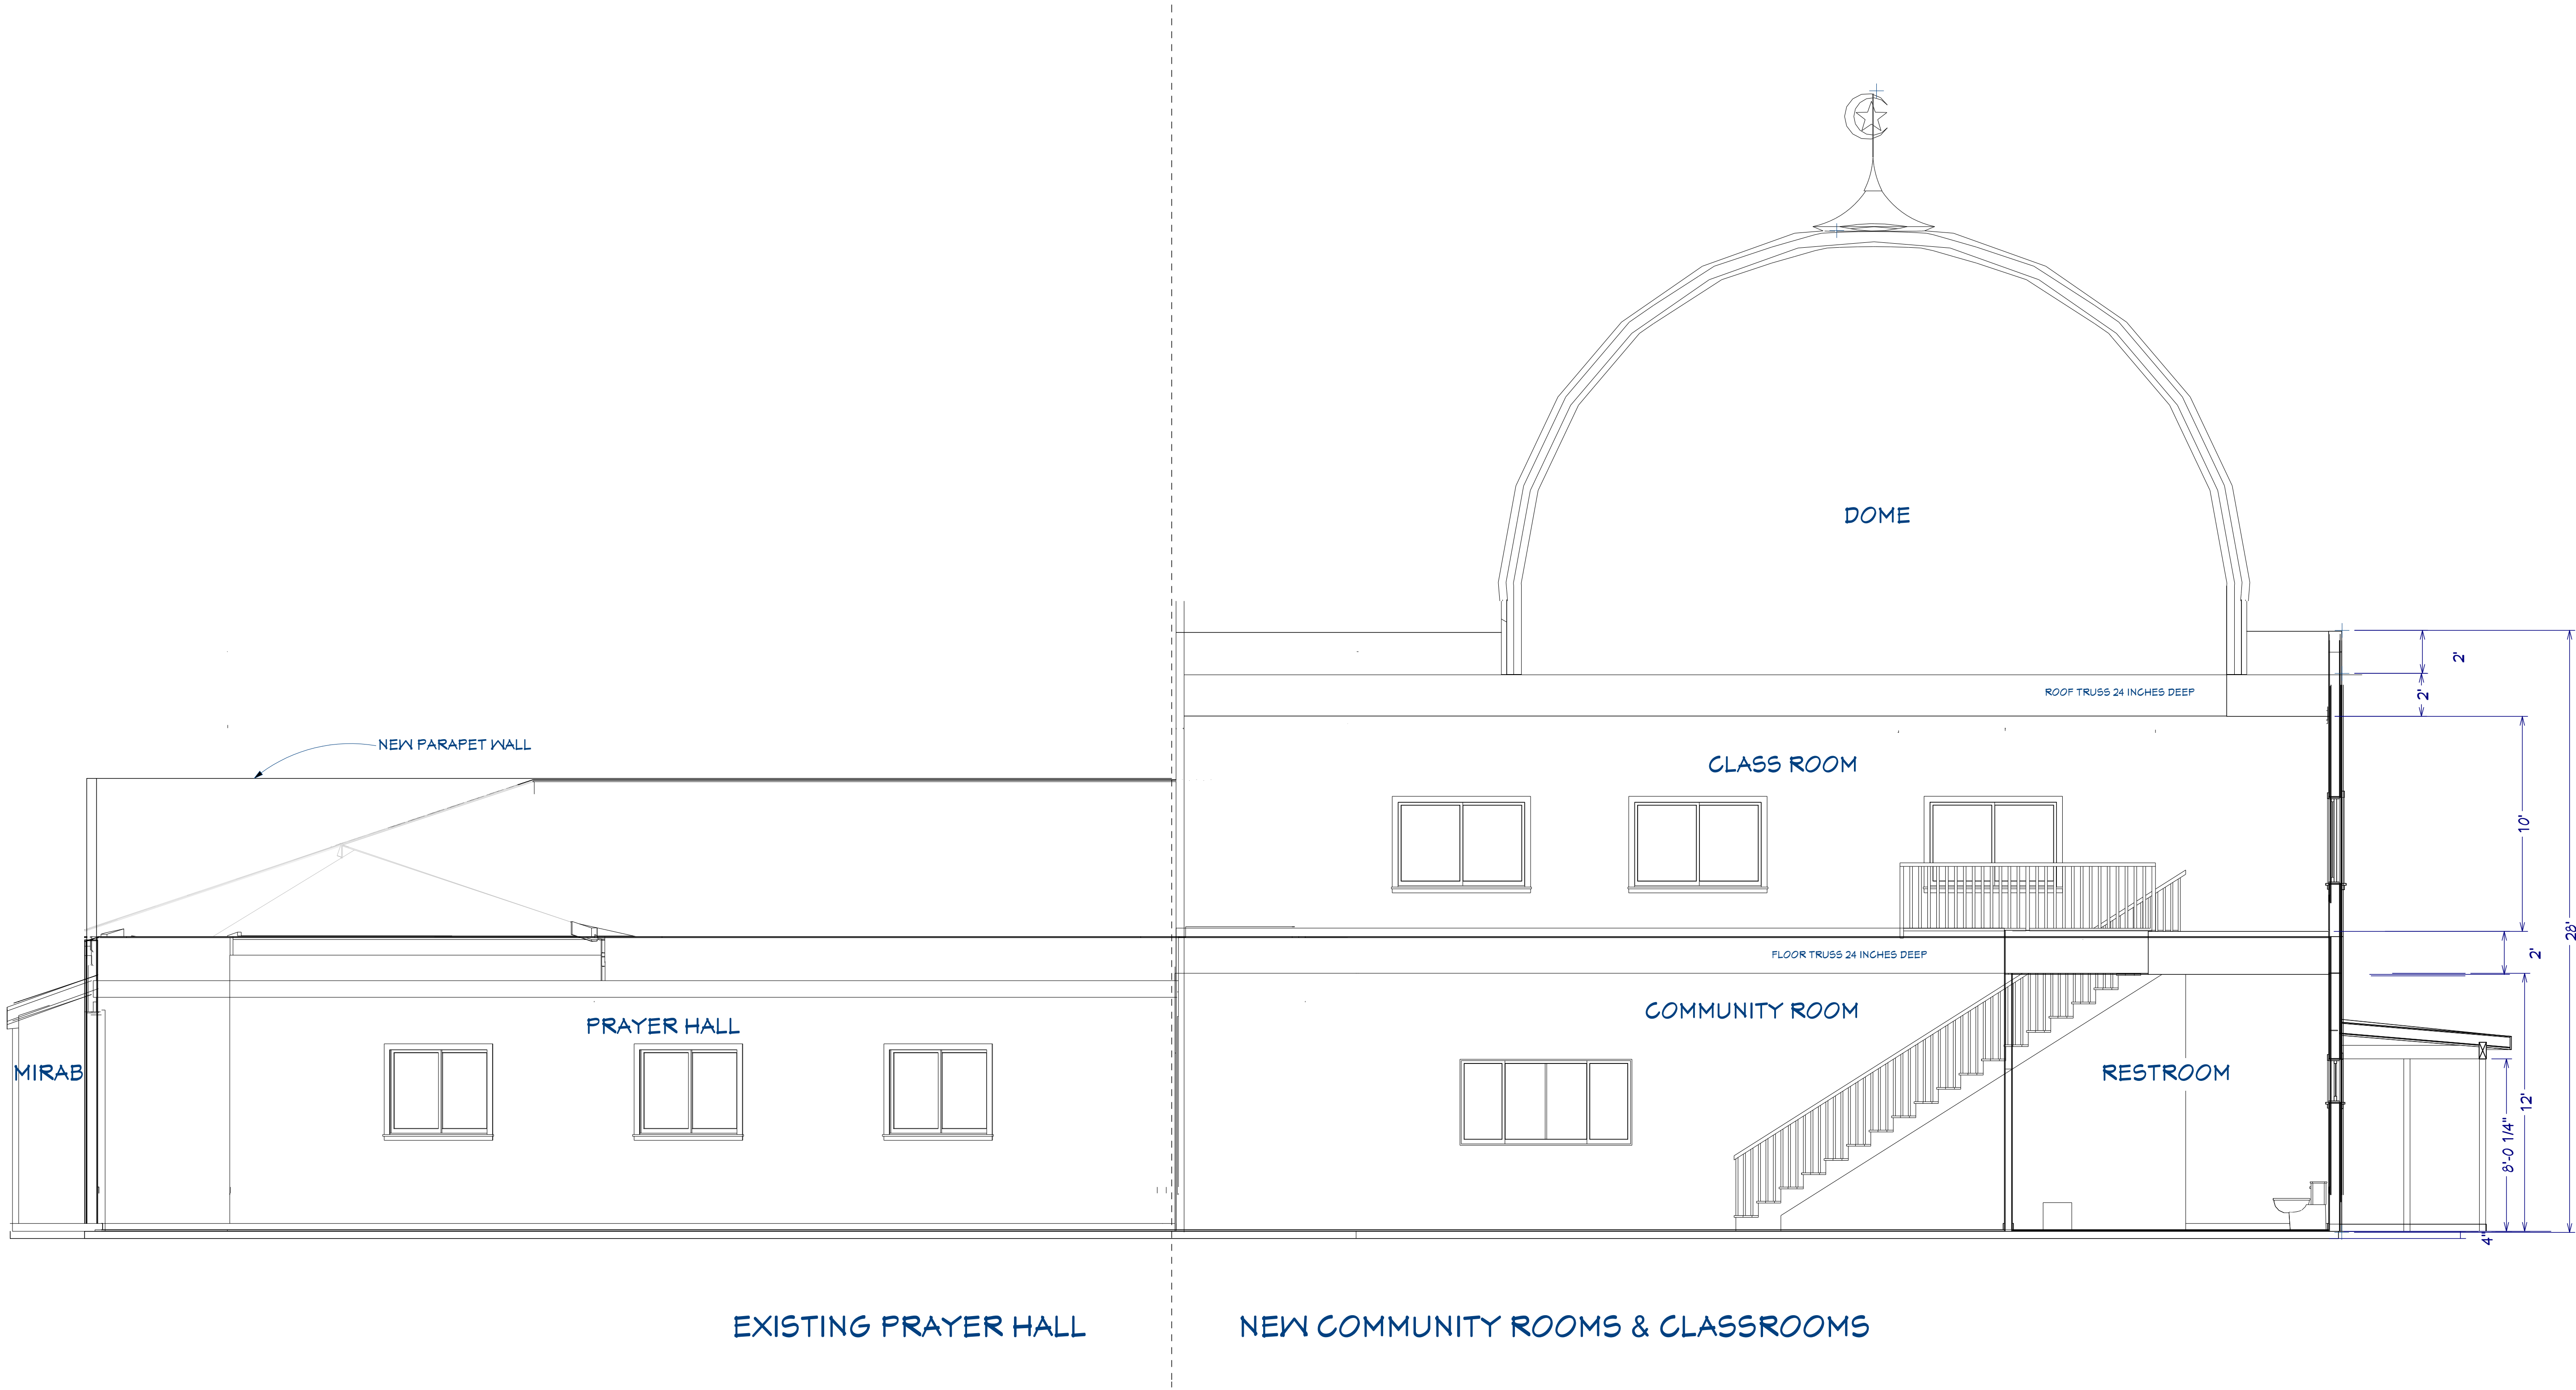 DOME
2'
ROOF TRUSS 24 INCHES DEEP
2'
NEW PARAPET WALL
CLASS ROOM
10'
28'
FLOOR TRUSS 24 INCHES DEEP
2'
PRAYER HALL
COMMUNITY ROOM
MIRAB
RESTROOM
12'
8'-0 1/4"
4"
EXISTING PRAYER HALL
NEW COMMUNITY ROOMS & CLASSROOMS